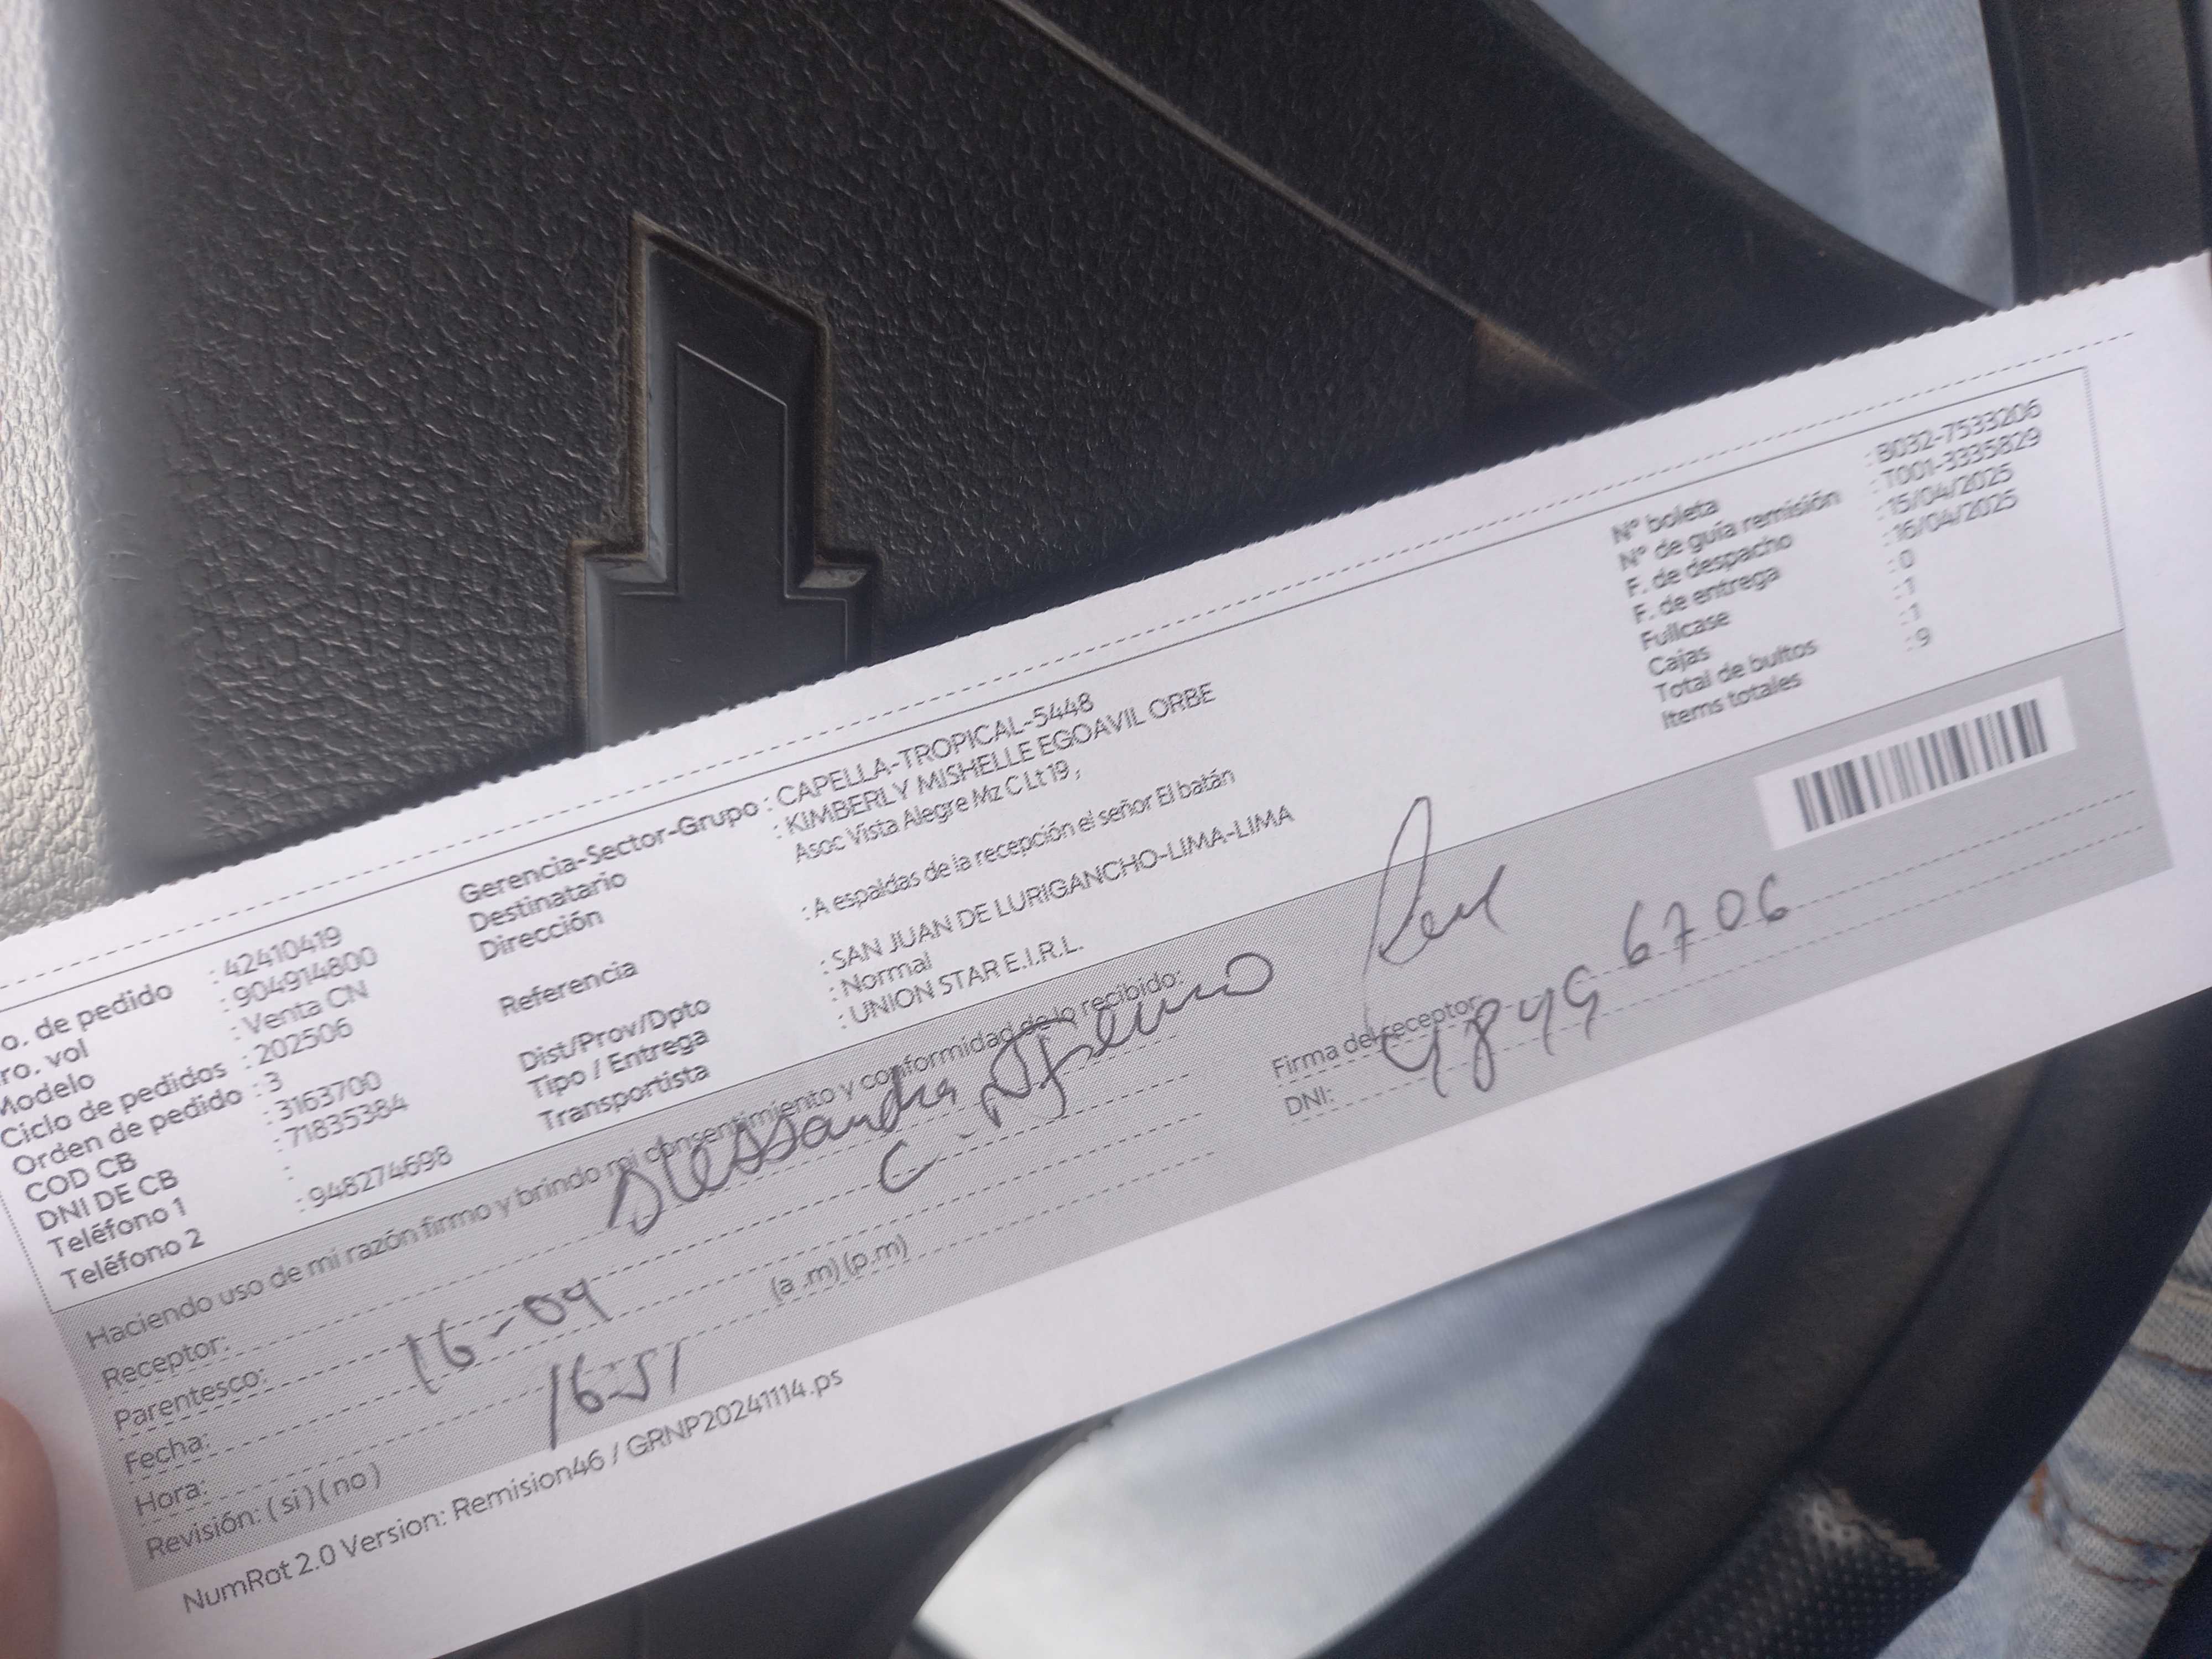 o. de pedido : 42410419
ro. vol : 904914800
Modelo : Venta CN
Ciclo de pedidos : 202506
Orden de pedido : 3
COD CB : 3163700
DNI DE CB : 71835384
Teléfono 1 :
Teléfono 2 : 948274698
Gerencia-Sector-Grupo : CAPELLA-TROPICAL-5448
Destinatario : KIMBERLY MISHELLE EGOAVIL ORBE
Dirección Asoc Vista Alegre Mz C Lt 19 ,
Referencia : A espaldas de la recepción el señor El batán
Dist/Prov/Dpto : SAN JUAN DE LURIGANCHO-LIMA-LIMA
Tipo / Entrega : Normal
Transportista : UNION STAR E.I.R.L.
N° boleta : B032-7533206
N° de guía remisión : T001-3335829
F. de despacho : 15/04/2025
F. de entrega : 16/04/2025
Fullcase : 0
Cajas : 1
Total de bultos : 1
Items totales : 9
Haciendo uso de mi razón firmo y brindo mi consentimiento y conformidad de lo recibido:
Receptor: Alessandra
Parentesco: C
Fecha: 16-04
Hora: 16:51 (a .m) (p.m)
Revisión: ( si ) ( no )
Firma del receptor:
DNI: 48496706
NumRot 2.0 Version: Remision46 / GRNP20241114.ps